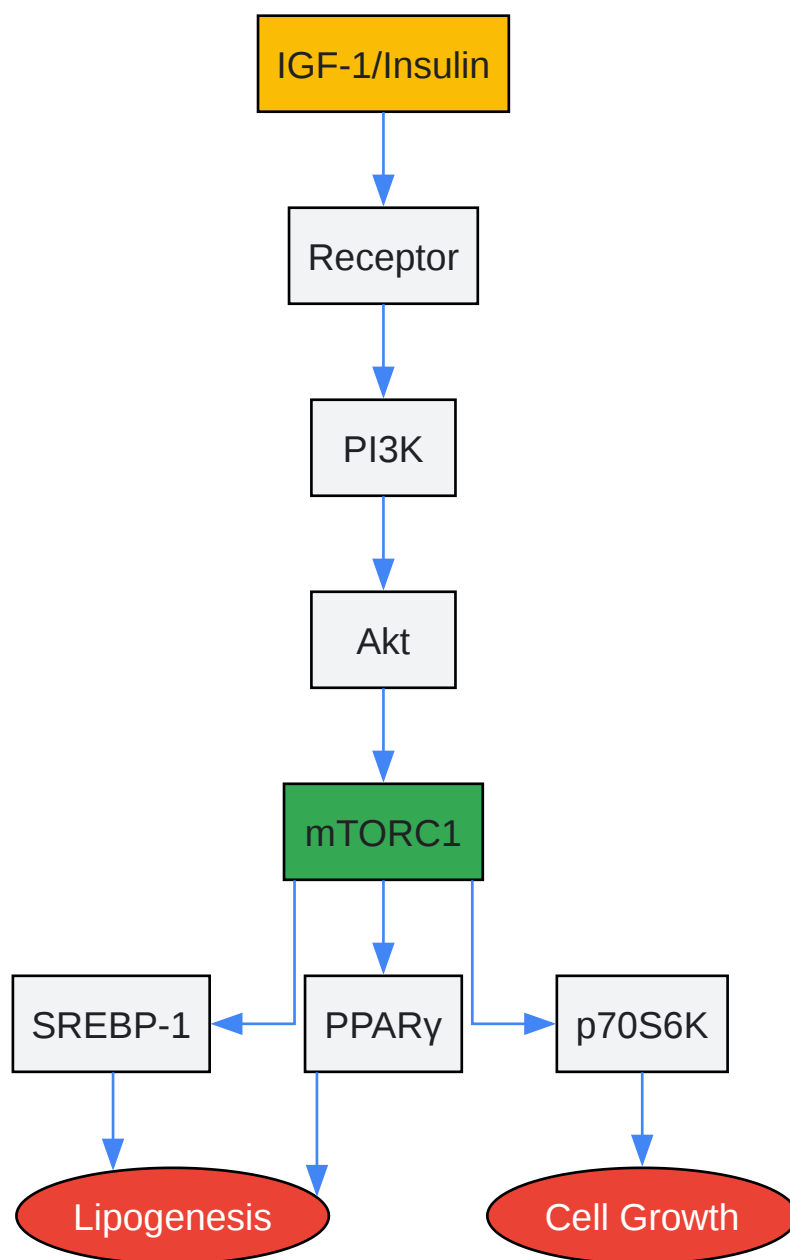 IGF-1/Insulin
Receptor
PI3K
Akt
mTORC1
SREBP-1
PPARγ
p70S6K
Lipogenesis
Cell Growth